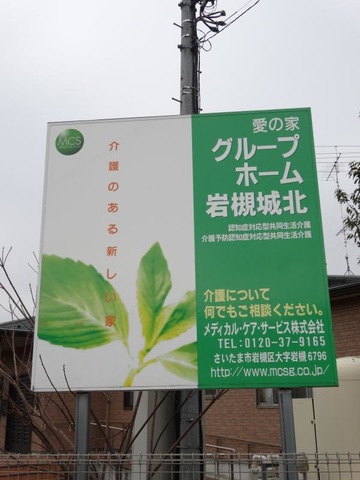 MCS
介護のある新しい家
愛の家
グループ
ホーム
岩槻城北
認知症対応型共同生活介護
介護予防認知症対応型共同生活介護
介護について
何でもご相談ください。
メディカル・ケア・サービス株式会社
TEL:0120-37-9165
さいたま市岩槻区大字岩槻6796
http://www.mcsg.co.jp/